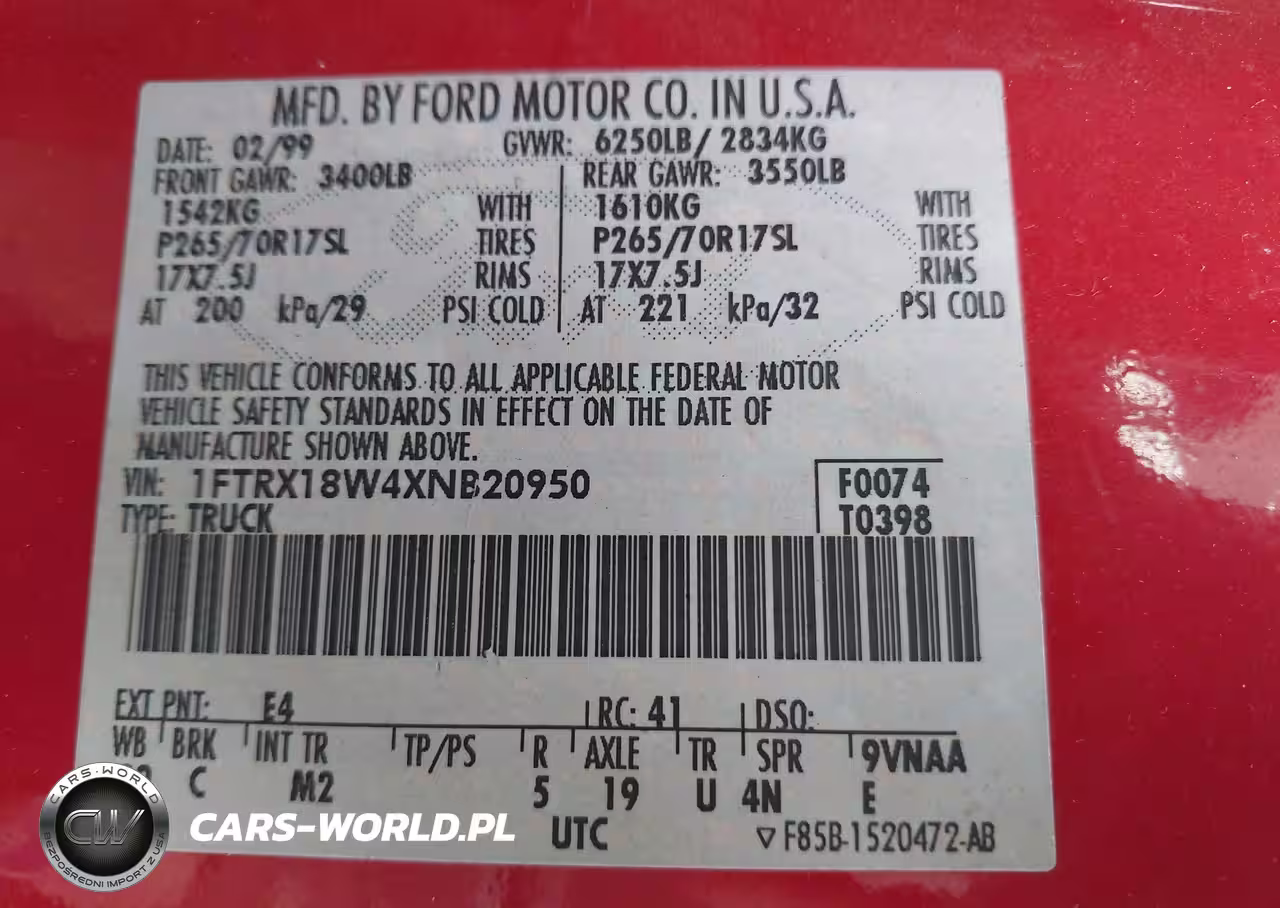 MFD. BY FORD MOTOR CO. IN U.S.A.
DATE: 02/99 GVWR: 6250LB/ 2834KG
FRONT GAWR: 3400LB REAR GAWR: 3550LB
1542KG WITH 1610KG WITH
P265/70R17SL TIRES P265/70R17SL TIRES
17X7.5J RIMS 17X7.5J RIMS
AT 200 kPa/29 PSI COLD AT 221 kPa/32 PSI COLD
THIS VEHICLE CONFORMS TO ALL APPLICABLE FEDERAL MOTOR
VEHICLE SAFETY STANDARDS IN EFFECT ON THE DATE OF
MANUFACTURE SHOWN ABOVE.
VIN: 1FTRX18W4XNB20950 F0074
TYPE: TRUCK T0398
EXT PNT: E4 RC: 41 DSO:
WB BRK INT TR TP/PS R AXLE TR SPR 9VNAA
C M2 5 19 U 4N E
UTC ▽ F85B-1520472-AB
CARS-WORLD
CW
BEZPOŚREDNI IMPORT Z USA
CARS-WORLD.PL